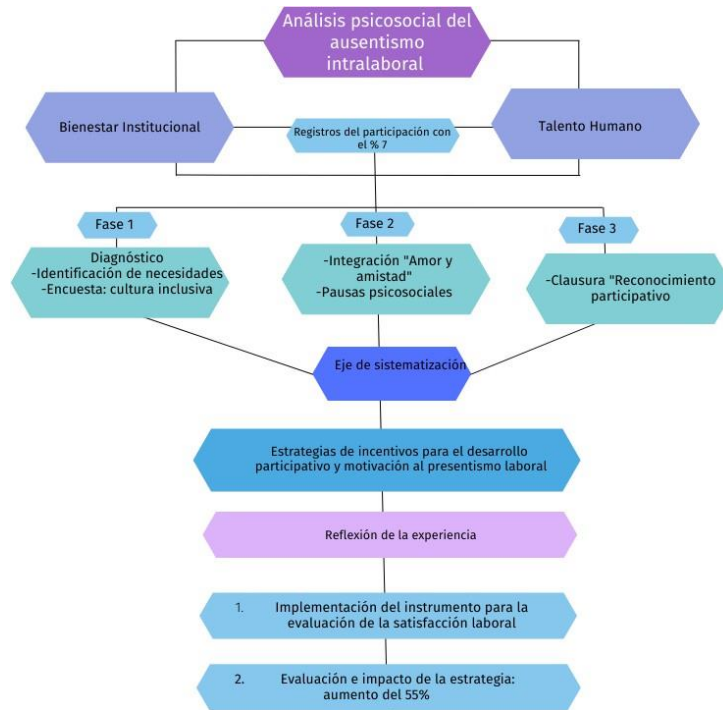 Análisis psicosocial del
ausentismo
intralaboral
Bienestar Institucional
Registros del participación con
el % 7
Talento Humano
Fase 1
Fase 2
Fase 3
Diagnóstico
-Identificación de necesidades
-Encuesta: cultura inclusiva
-Integración "Amor y
amistad"
-Pausas psicosociales
-Clausura "Reconocimiento
participativo
Eje de sistematización
Estrategias de incentivos para el desarrollo
participativo y motivación al presentismo laboral
Reflexión de la experiencia
1. Implementación del instrumento para la
evaluación de la satisfacción laboral
2. Evaluación e impacto de la estrategia:
aumento del 55%